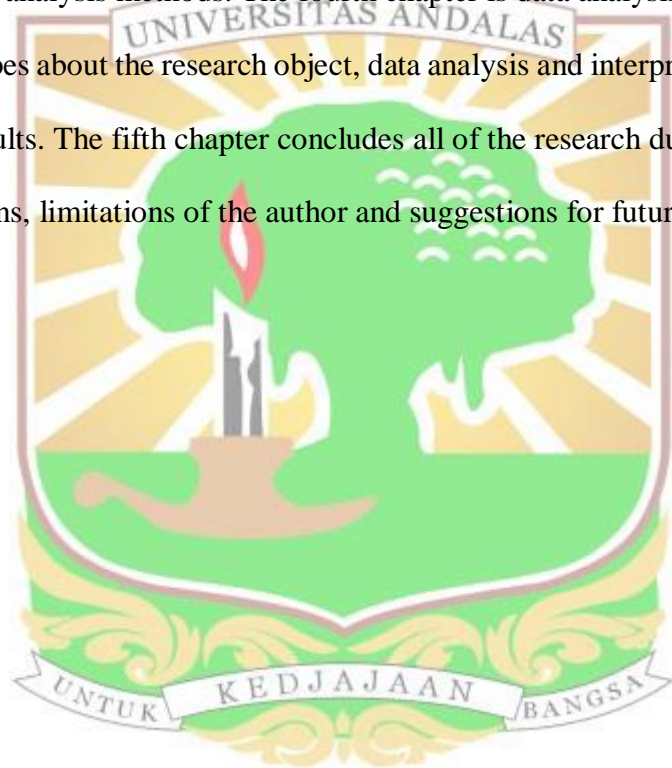 analysis methods. The fourth chapter is data analysis
UNIVERSITAS ANDALAS
bes about the research object, data analysis and interpr
ults. The fifth chapter concludes all of the research du
ns, limitations of the author and suggestions for futur
UNTUK KEDJAJAAN BANGSA